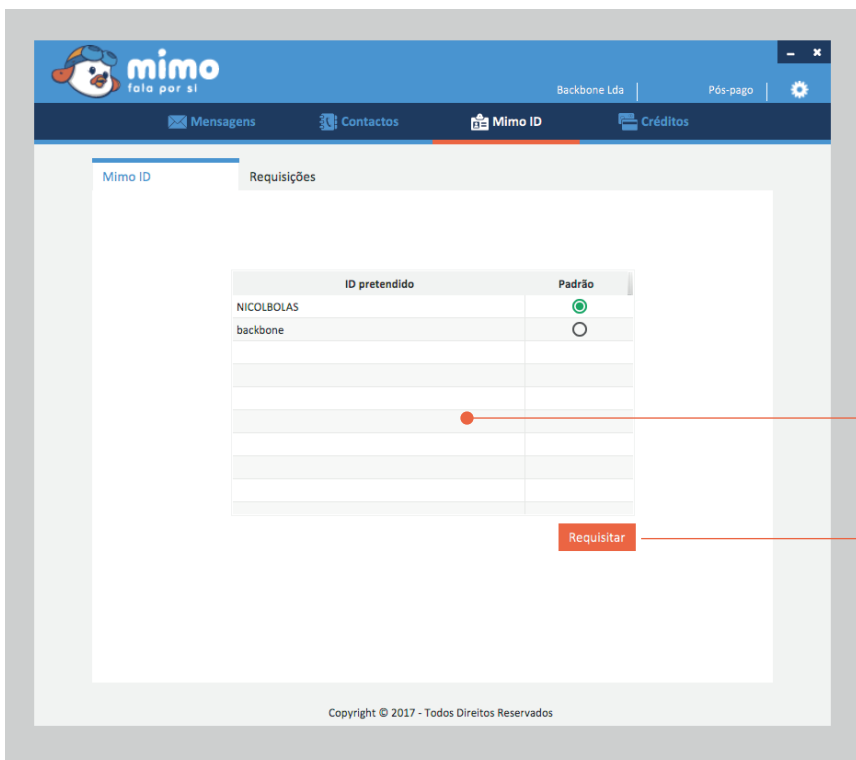 mimo
fala por si
Backbone Lda
Pós-pago
Mensagens
Contactos
Mimo ID
Créditos
Mimo ID
Requisições
ID pretendido
Padrão
NICOLBOLAS
backbone
Requisitar
Copyright © 2017 - Todos Direitos Reservados